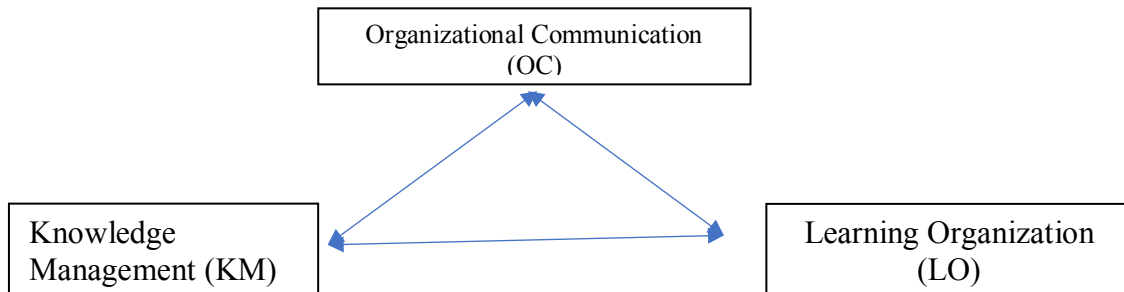 Organizational Communication
(OC)
Knowledge
Management (KM)
Learning Organization
(LO)